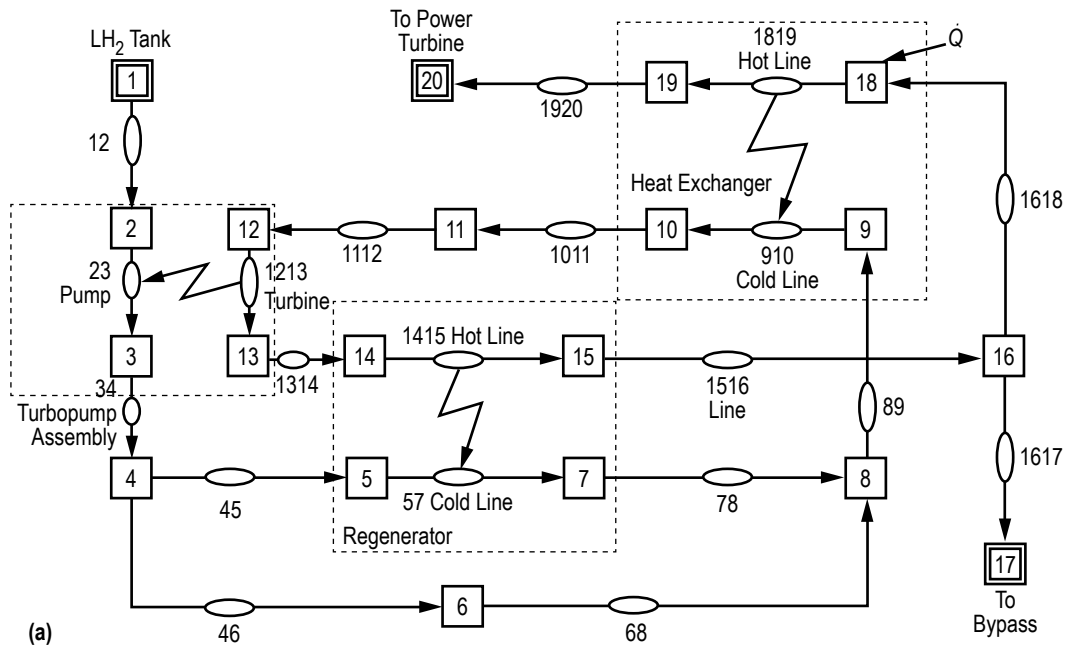 LH2 Tank
1
12
2
23
Pump
3
34
Turbopump
Assembly
4
45
46
(a)
To Power
Turbine
20
1920
19
1819
Hot Line
18
Q̇
Heat Exchanger
12
1112
11
1011
10
910
Cold Line
9
1618
1213
Turbine
13
1314
14
1415 Hot Line
15
1516
Line
16
89
1617
5
57 Cold Line
7
78
8
Regenerator
6
68
17
To
Bypass